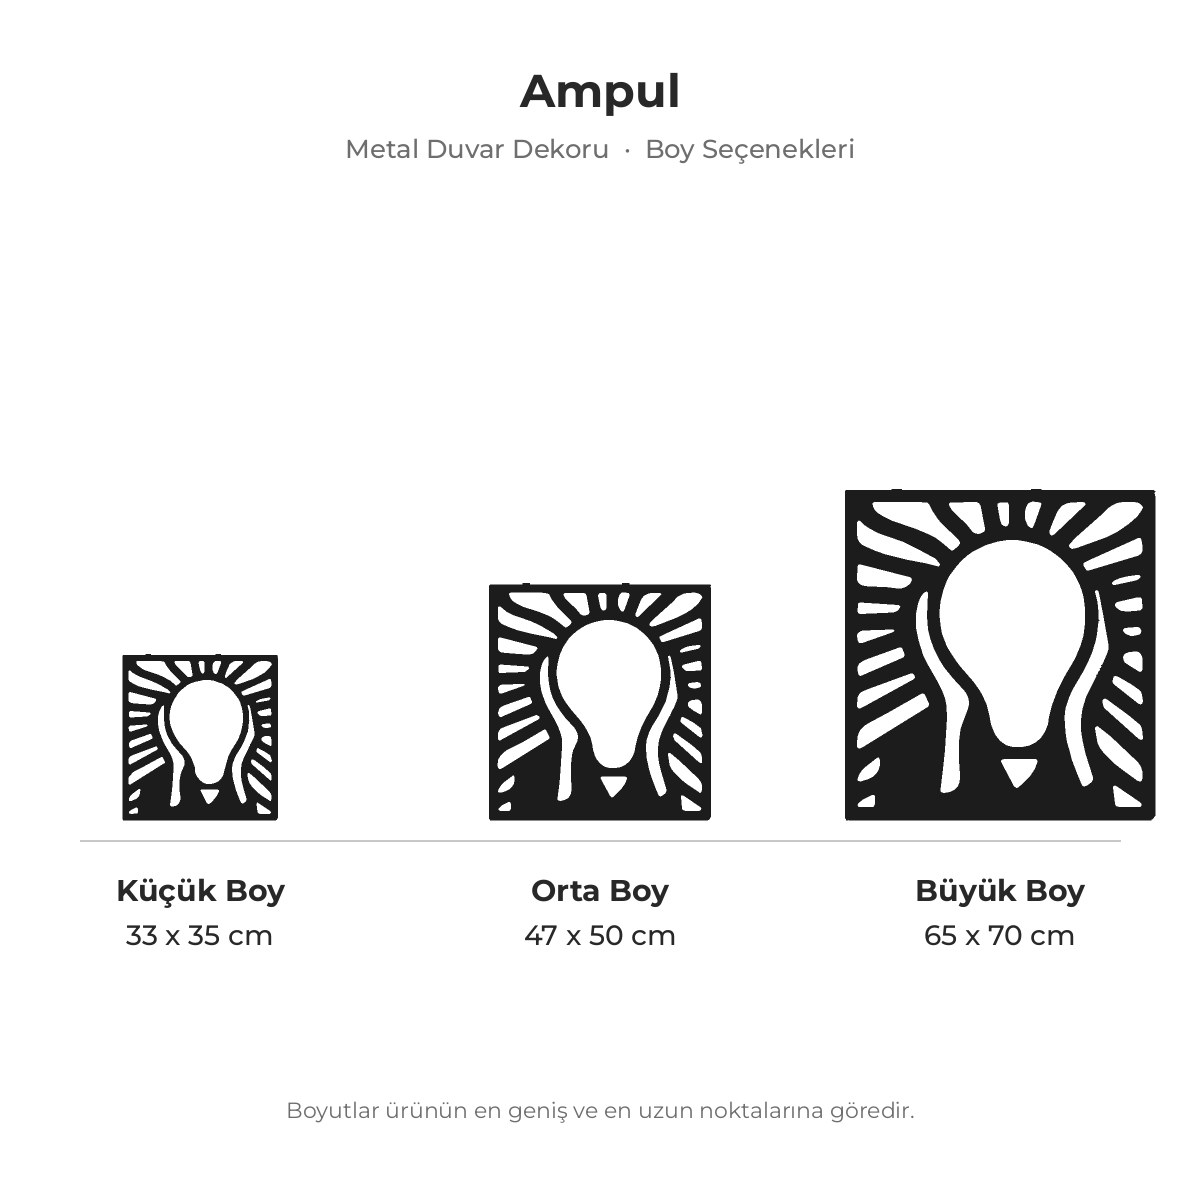 Ampul
Metal Duvar Dekoru · Boy Seçenekleri
Küçük Boy
33 x 35 cm
Orta Boy
47 x 50 cm
Büyük Boy
65 x 70 cm
Boyutlar ürünün en geniş ve en uzun noktalarına göredir.